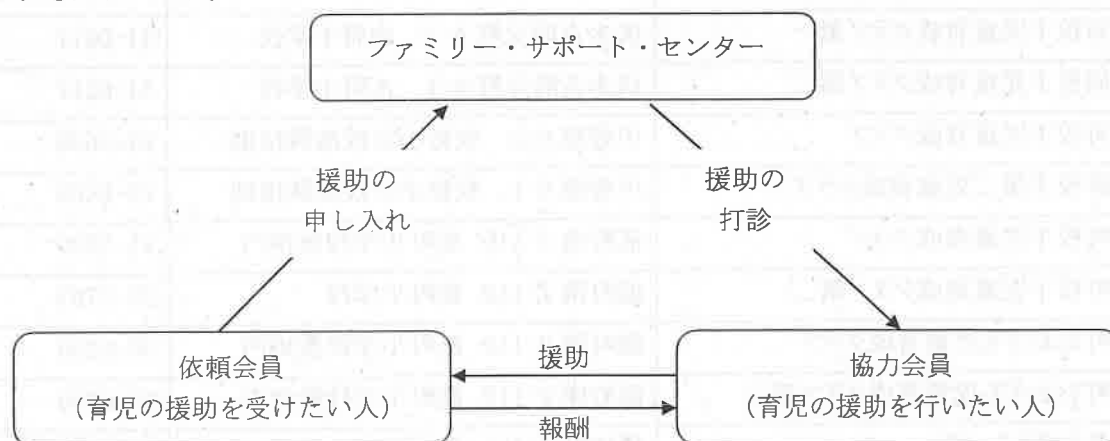 ファミリー・サポート・センター
援助の
申し入れ
援助の
打診
依頼会員
(育児の援助を受けたい人)
援助
報酬
協力会員
(育児の援助を行いたい人)